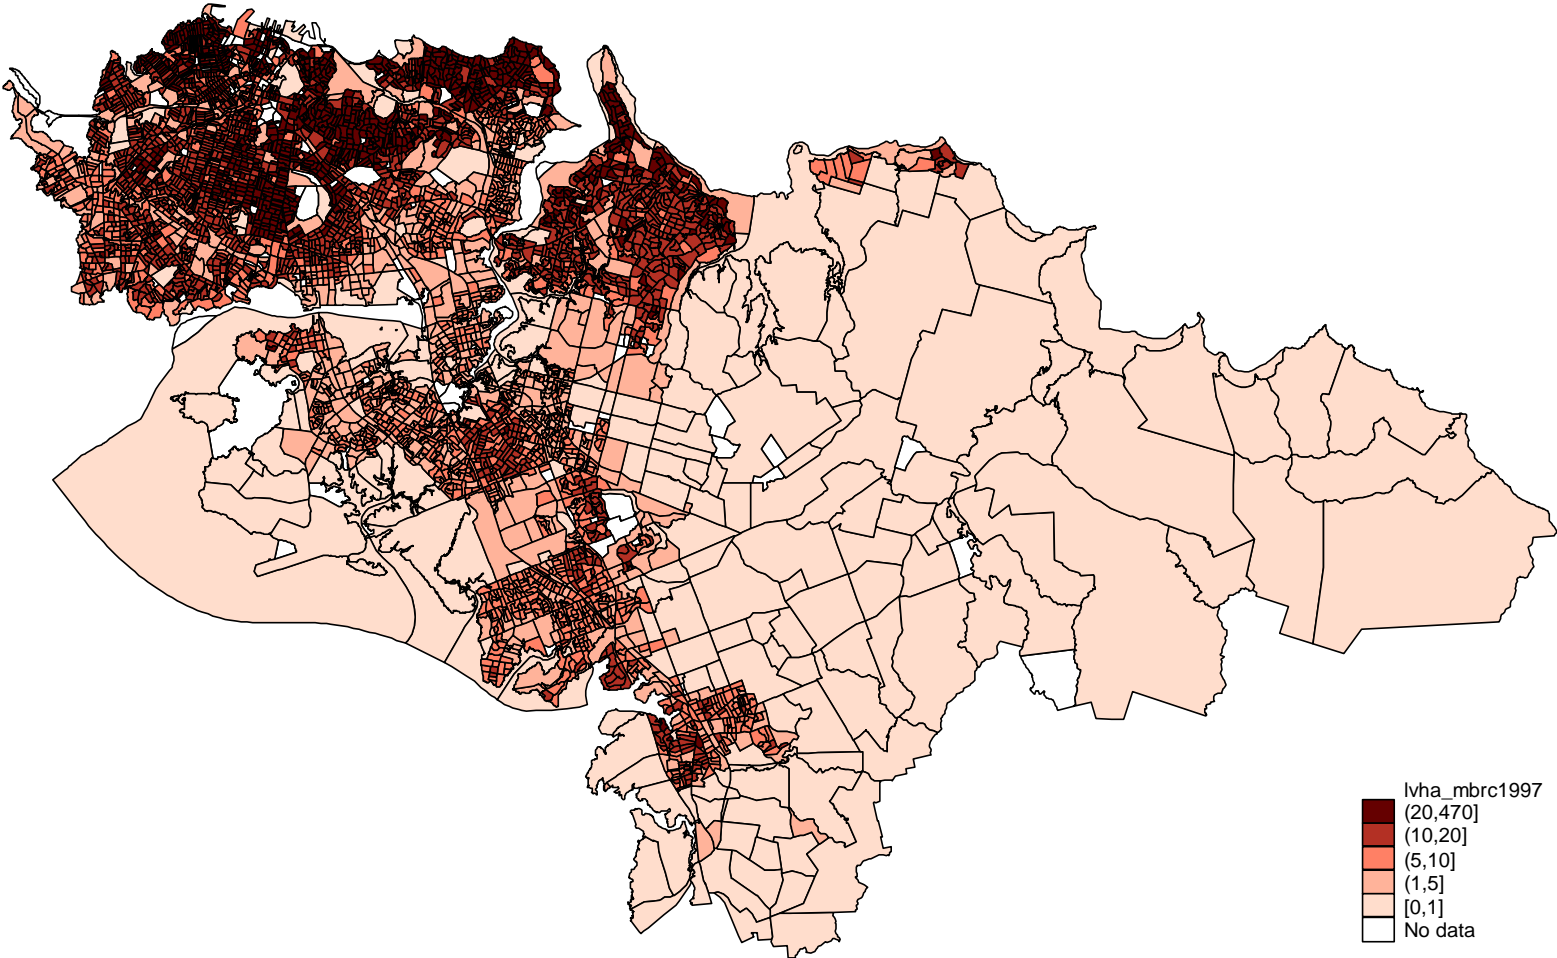 lvha_mbrc1997
(20,470]
(10,20]
(5,10]
(1,5]
[0,1]
No data